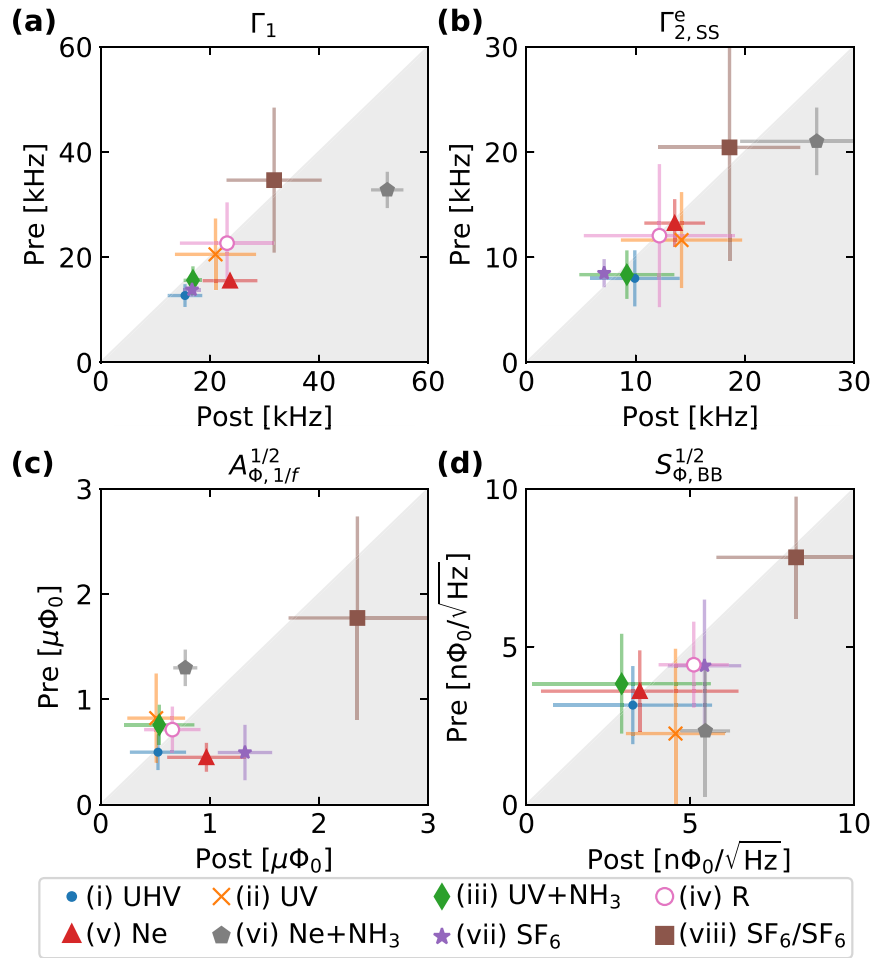 (a) Γ₁
60
40
20
0
Pre [kHz]
0 20 40 60
Post [kHz]
(b) Γᵉ₂,SS
30
20
10
0
Pre [kHz]
0 10 20 30
Post [kHz]
(c) A^{1/2}_{Φ, 1/f}
3
2
1
0
Pre [μΦ₀]
0 1 2 3
Post [μΦ₀]
(d) S^{1/2}_{Φ, BB}
10
5
0
Pre [nΦ₀/√Hz]
0 5 10
Post [nΦ₀/√Hz]
(i) UHV (ii) UV (iii) UV+NH₃ (iv) R
(v) Ne (vi) Ne+NH₃ (vii) SF₆ (viii) SF₆/SF₆